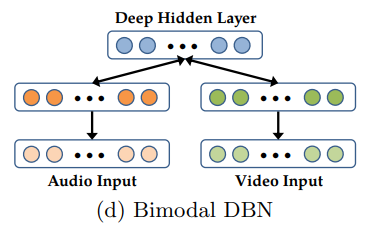 Deep Hidden Layer
Audio Input
Video Input
(d) Bimodal DBN